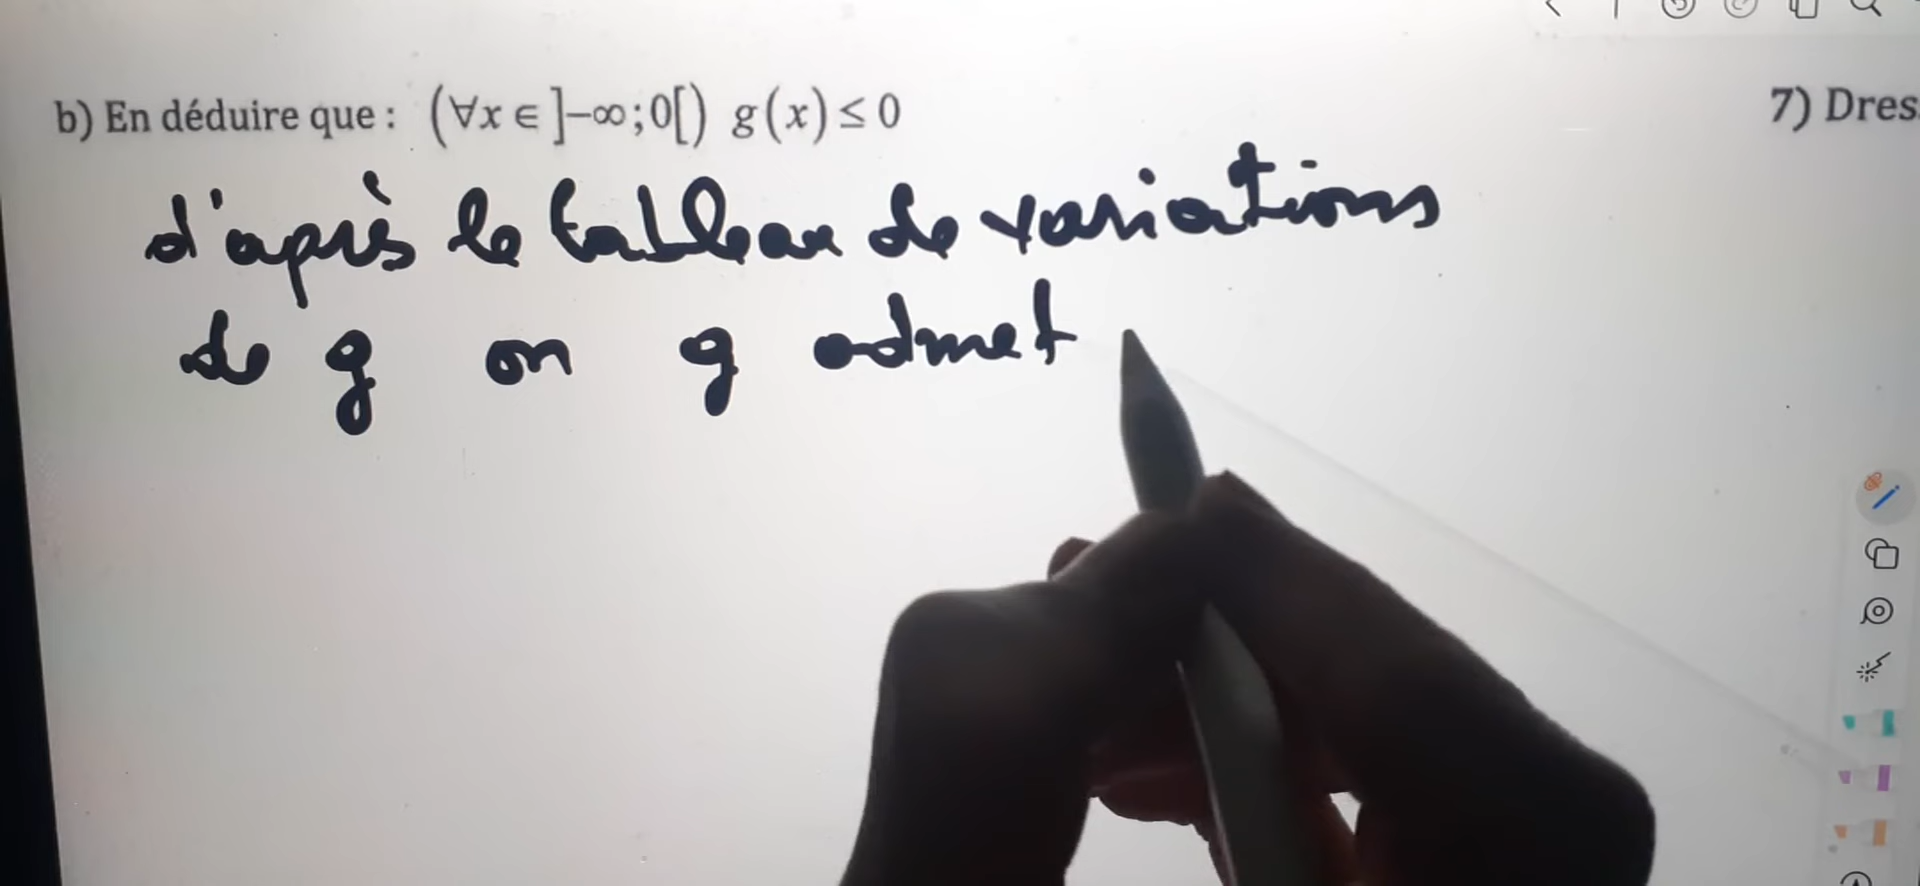 b) En déduire que : (∀x ∈ ]−∞;0[) g(x) ≤ 0
7) Dres
d'après le tableau de variations
de g on g admet